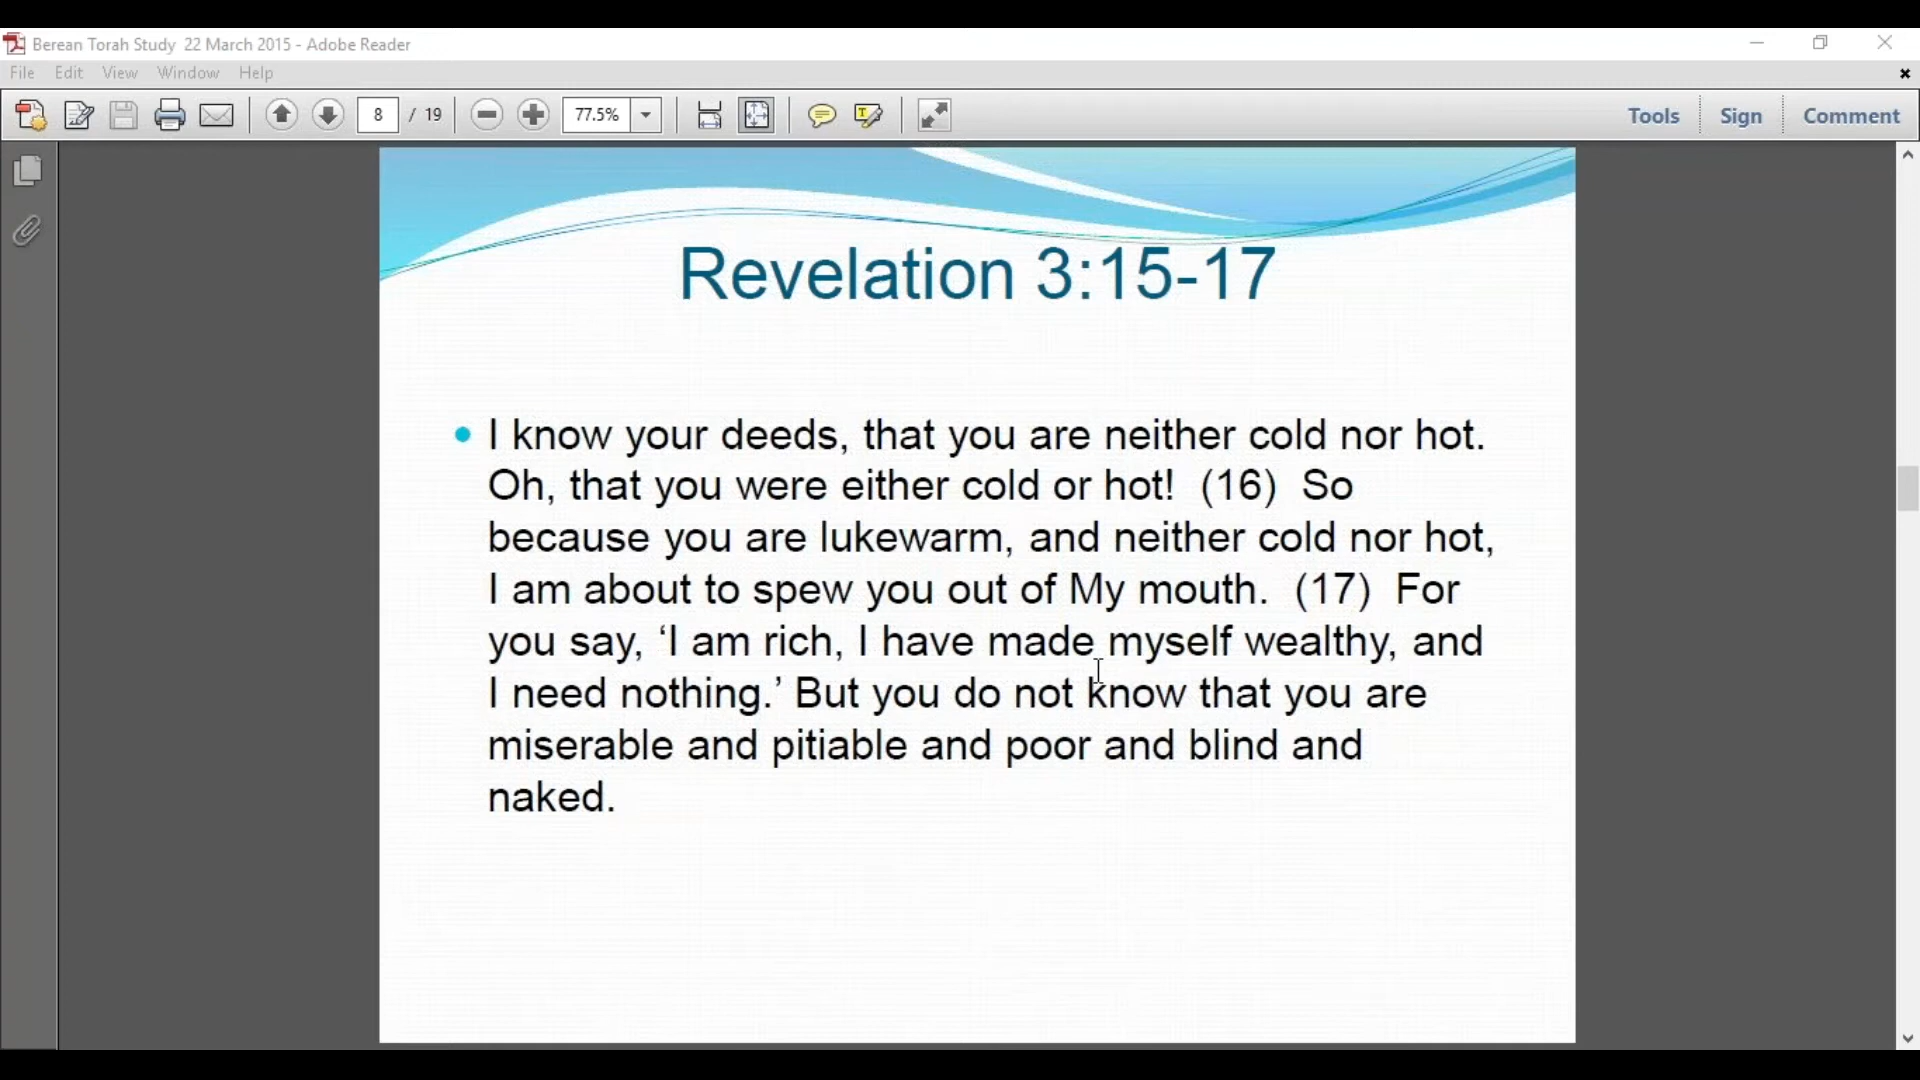 Berean Torah Study 22 March 2015 - Adobe Reader
File Edit View Window Help
8 / 19 77.5% Tools Sign Comment
Revelation 3:15-17
• I know your deeds, that you are neither cold nor hot.
Oh, that you were either cold or hot! (16) So
because you are lukewarm, and neither cold nor hot,
I am about to spew you out of My mouth. (17) For
you say, ‘I am rich, I have made myself wealthy, and
I need nothing.’ But you do not know that you are
miserable and pitiable and poor and blind and
naked.